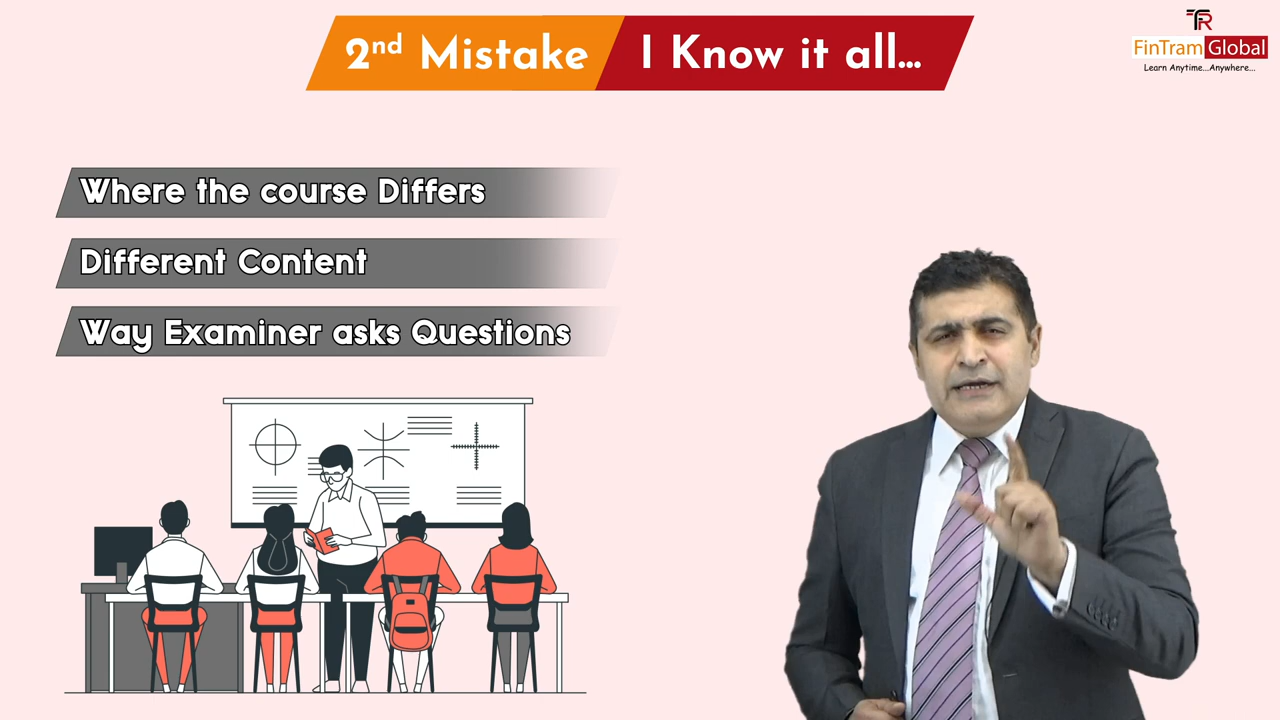 2nd Mistake I Know it all...
TR
FinTram Global
Learn Anytime...Anywhere...
Where the course Differs
Different Content
Way Examiner asks Questions